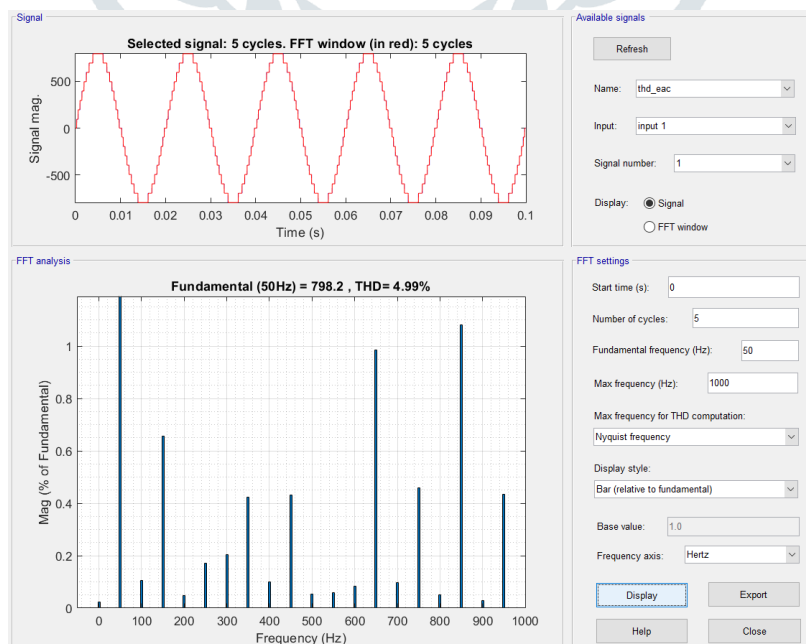 Signal
Selected signal: 5 cycles. FFT window (in red): 5 cycles
500
0
-500
Signal mag.
0 0.01 0.02 0.03 0.04 0.05 0.06 0.07 0.08 0.09 0.1
Time (s)
Available signals
Refresh
Name: thd_eac
Input: input 1
Signal number: 1
Display: Signal
FFT window
FFT analysis
Fundamental (50Hz) = 798.2 , THD= 4.99%
1
0.8
0.6
0.4
0.2
0
Mag (% of Fundamental)
0 100 200 300 400 500 600 700 800 900 1000
Frequency (Hz)
FFT settings
Start time (s): 0
Number of cycles: 5
Fundamental frequency (Hz): 50
Max frequency (Hz): 1000
Max frequency for THD computation:
Nyquist frequency
Display style:
Bar (relative to fundamental)
Base value: 1.0
Frequency axis: Hertz
Display Export
Help Close